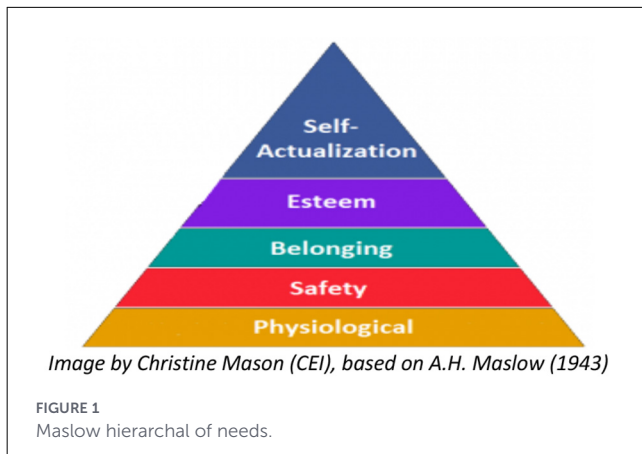 Self-
Actualization
Esteem
Belonging
Safety
Physiological
Image by Christine Mason (CEI), based on A.H. Maslow (1943)
FIGURE 1
Maslow hierarchal of needs.